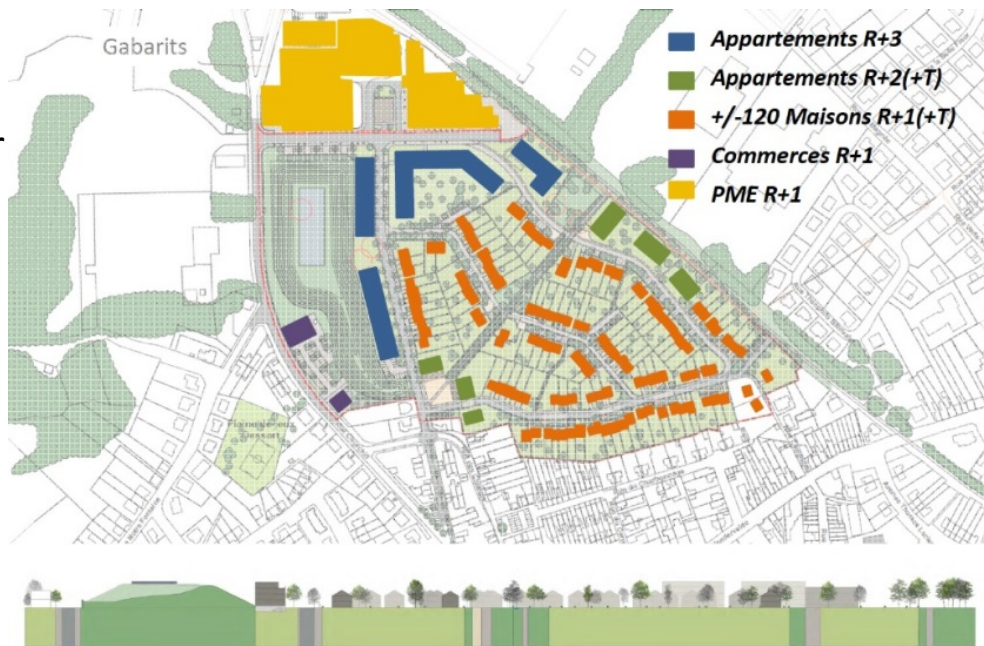 Gabarits
Appartements R+3
Appartements R+2(+T)
+/-120 Maisons R+1(+T)
Commerces R+1
PME R+1